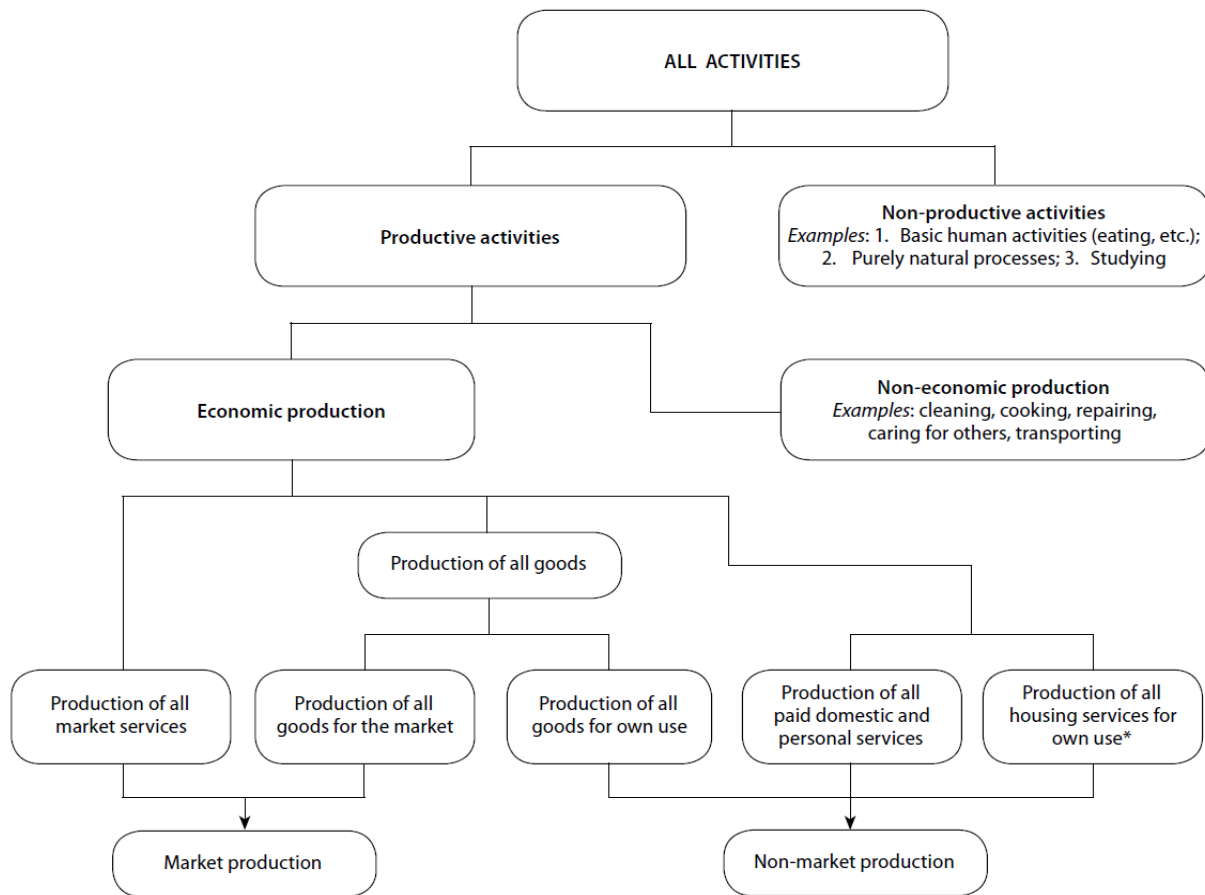 ALL ACTIVITIES
Productive activities
Non-productive activities
Examples: 1. Basic human activities (eating, etc.);
2. Purely natural processes; 3. Studying
Economic production
Non-economic production
Examples: cleaning, cooking, repairing,
caring for others, transporting
Production of all goods
Production of all
market services
Production of all
goods for the market
Production of all
goods for own use
Production of all
paid domestic and
personal services
Production of all
housing services for
own use*
Market production
Non-market production